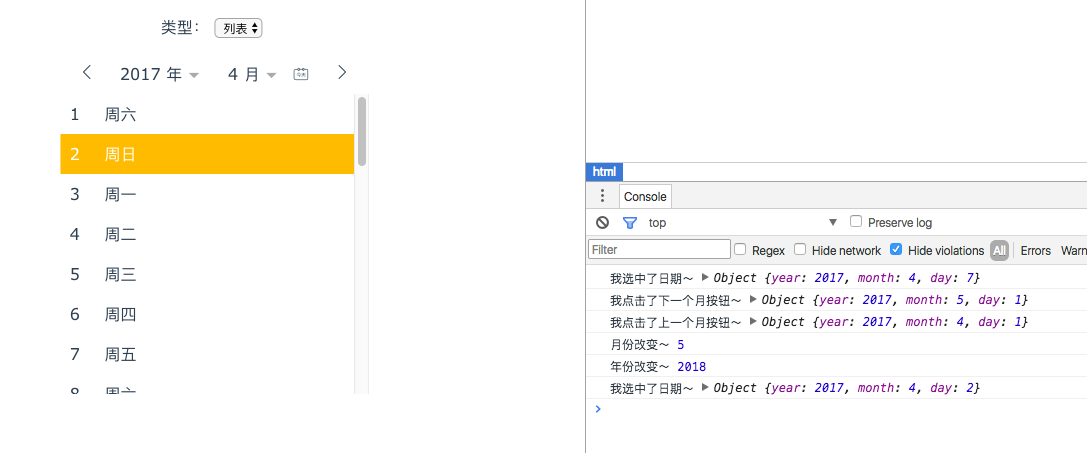 类型： 列表
2017 年 4 月 今天
1 周六
2 周日
3 周一
4 周二
5 周三
6 周四
7 周五
8 周六
html
Console
top Preserve log
Filter Regex Hide network Hide violations All Errors Warn
我选中了日期～ Object {year: 2017, month: 4, day: 7}
我点击了下一个月按钮～ Object {year: 2017, month: 5, day: 1}
我点击了上一个月按钮～ Object {year: 2017, month: 4, day: 1}
月份改变～ 5
年份改变～ 2018
我选中了日期～ Object {year: 2017, month: 4, day: 2}